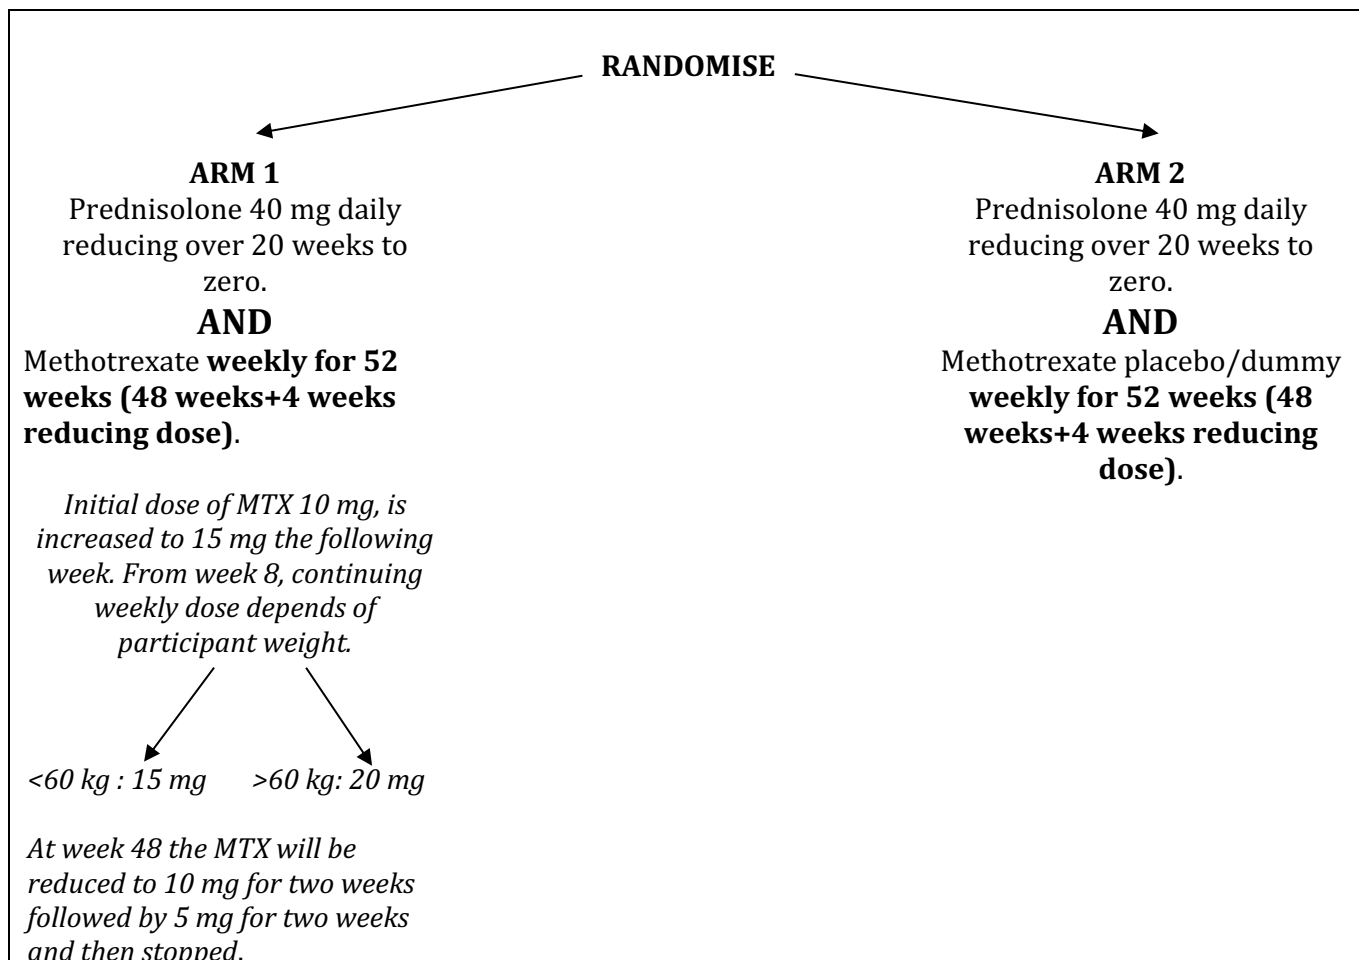 RANDOMISE
ARM 1
Prednisolone 40 mg daily
reducing over 20 weeks to
zero.
AND
Methotrexate weekly for 52
weeks (48 weeks+4 weeks
reducing dose).
Initial dose of MTX 10 mg, is
increased to 15 mg the following
week. From week 8, continuing
weekly dose depends of
participant weight.
<60 kg : 15 mg >60 kg: 20 mg
At week 48 the MTX will be
reduced to 10 mg for two weeks
followed by 5 mg for two weeks
and then stopped.
ARM 2
Prednisolone 40 mg daily
reducing over 20 weeks to
zero.
AND
Methotrexate placebo/dummy
weekly for 52 weeks (48
weeks+4 weeks reducing
dose).